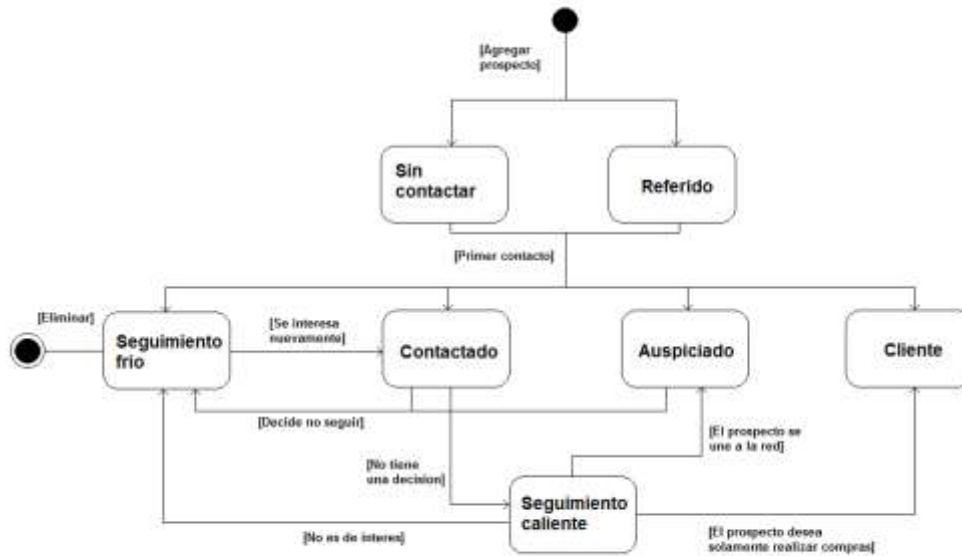 [Agregar
prospecto]
Sin
contactar
Referido
[Primer contacto]
[Eliminar]
Seguimiento
frio
[Se interesa
nuevamente]
Contactado
Auspiciado
Cliente
[Decide no seguir]
[El prospecto se
une a la red]
[No tiene
una decision]
Seguimiento
caliente
[No es de interes]
[El prospecto desea
solamente realizar compras]